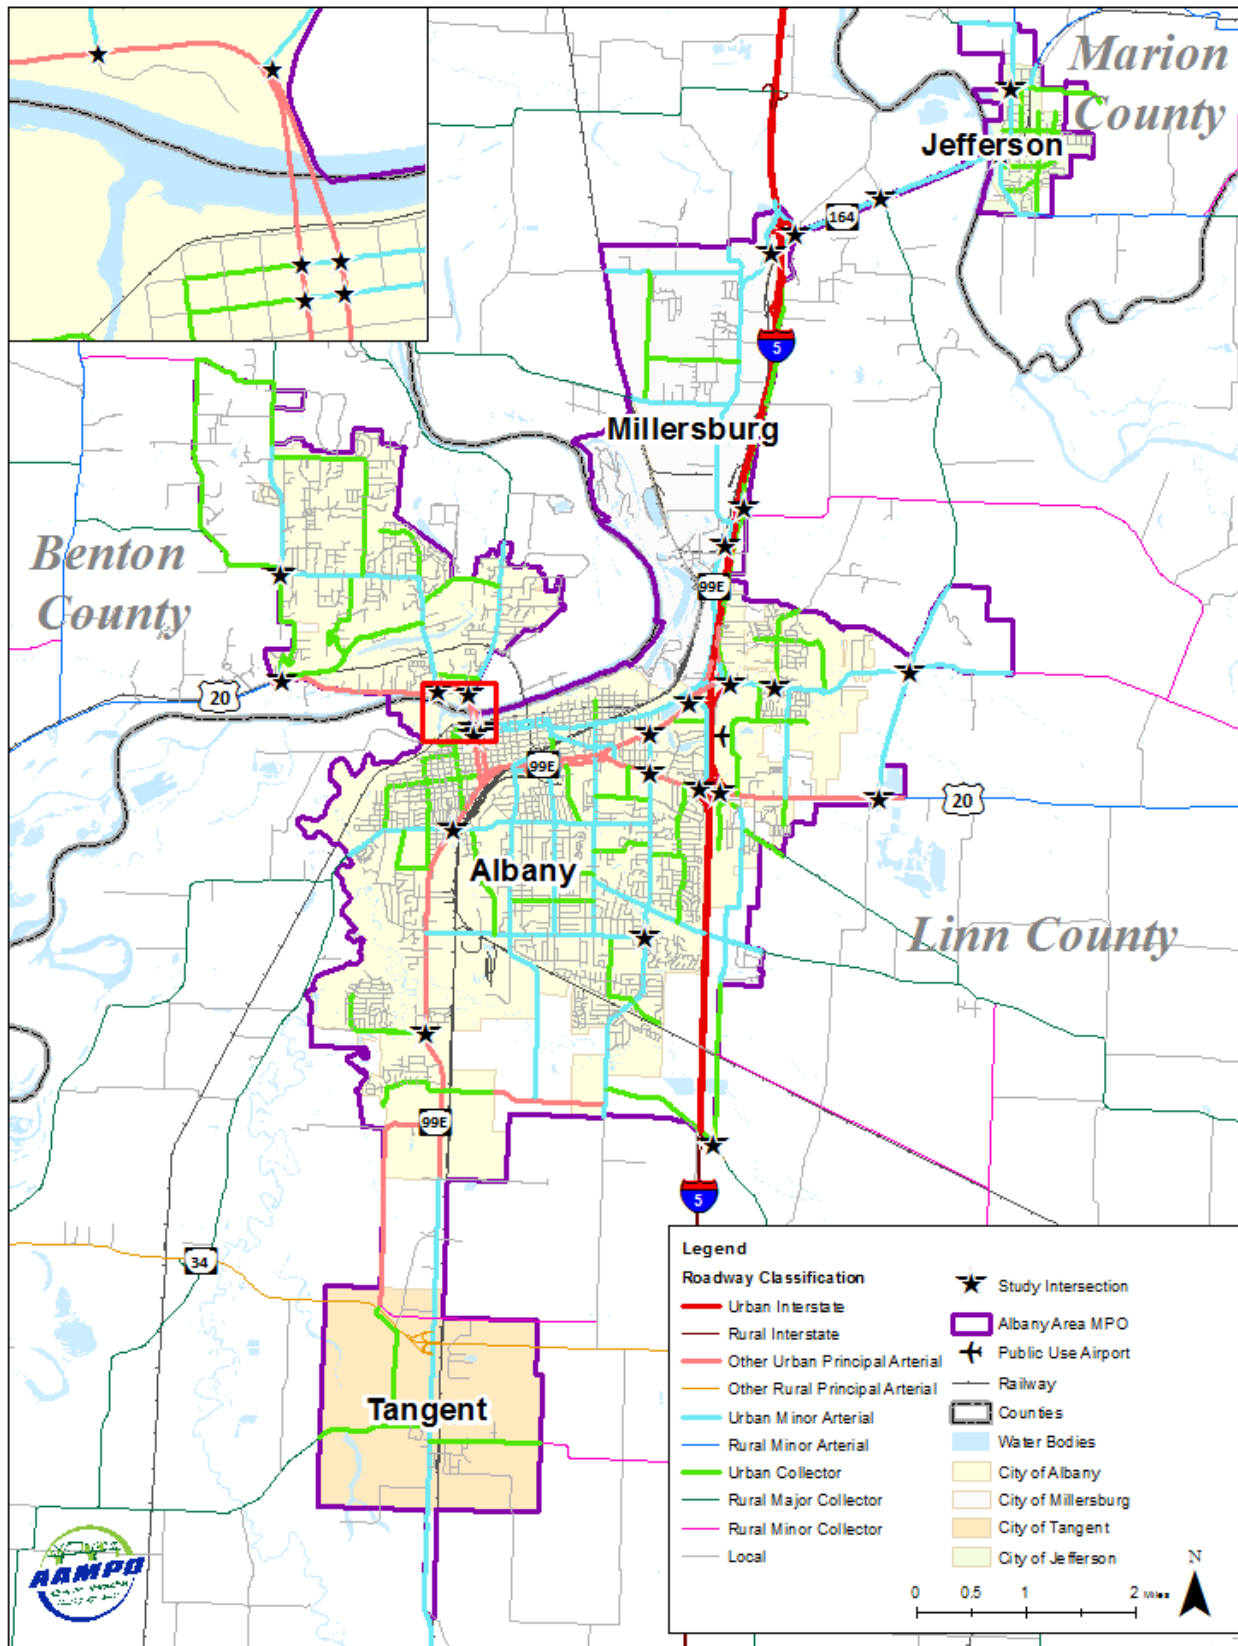 Marion
County
Jefferson
164
5
Millersburg
Benton
County
99E
20
99E
20
Albany
Linn County
99E
5
34
Tangent
Legend
Roadway Classification
Urban Interstate
Rural Interstate
Other Urban Principal Arterial
Other Rural Principal Arterial
Urban Minor Arterial
Rural Minor Arterial
Urban Collector
Rural Major Collector
Rural Minor Collector
Local
Study Intersection
Albany Area MPO
Public Use Airport
Railway
Counties
Water Bodies
City of Albany
City of Millersburg
City of Tangent
City of Jefferson
N
0 0.5 1 2 Miles
AAMPO